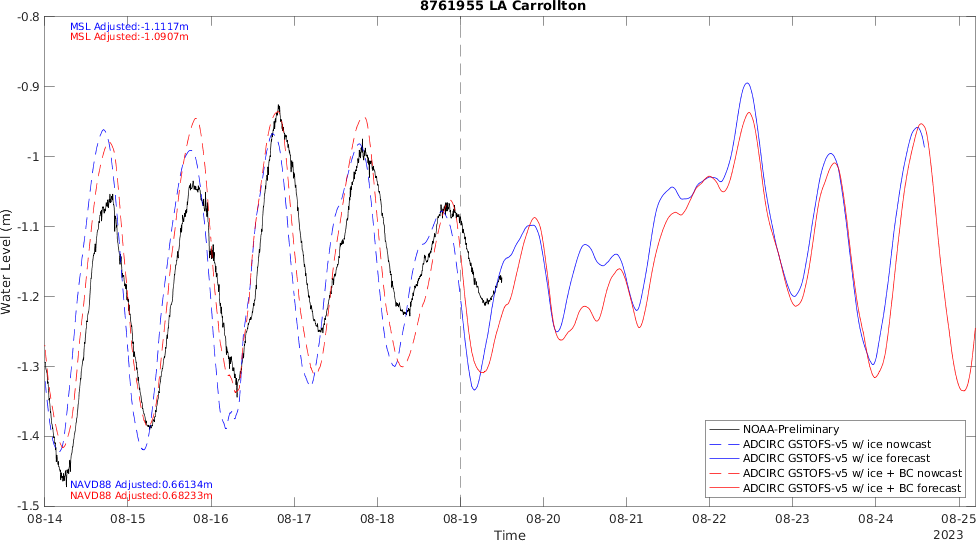 8761955 LA Carrollton
MSL Adjusted:-1.1117m
MSL Adjusted:-1.0907m
-0.8
-0.9
-1
-1.1
-1.2
-1.3
-1.4
-1.5
Water Level (m)
NOAA-Preliminary
ADCIRC GSTOFS-v5 w/ ice nowcast
ADCIRC GSTOFS-v5 w/ ice forecast
ADCIRC GSTOFS-v5 w/ ice + BC nowcast
ADCIRC GSTOFS-v5 w/ ice + BC forecast
NAVD88 Adjusted:0.66134m
NAVD88 Adjusted:0.68233m
08-14 08-15 08-16 08-17 08-18 08-19 08-20 08-21 08-22 08-23 08-24 08-25
Time 2023